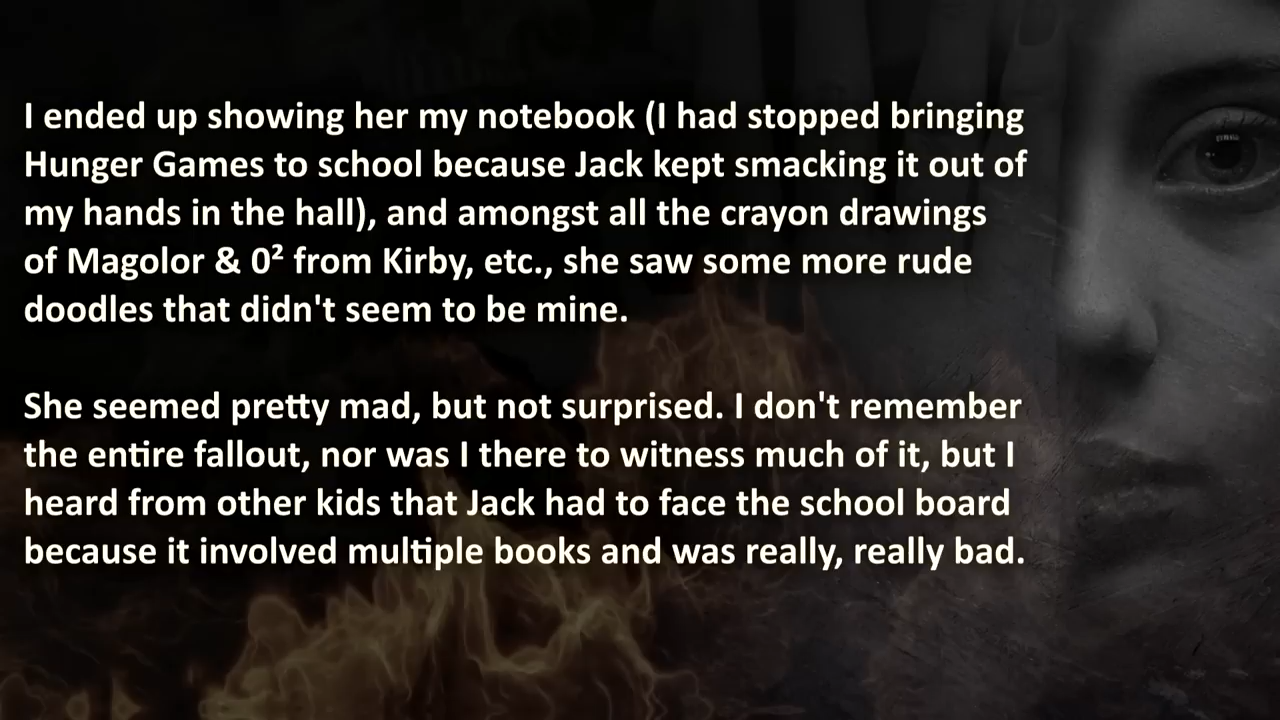 I ended up showing her my notebook (I had stopped bringing
Hunger Games to school because Jack kept smacking it out of
my hands in the hall), and amongst all the crayon drawings
of Magolor & 0² from Kirby, etc., she saw some more rude
doodles that didn't seem to be mine.
She seemed pretty mad, but not surprised. I don't remember
the entire fallout, nor was I there to witness much of it, but I
heard from other kids that Jack had to face the school board
because it involved multiple books and was really, really bad.